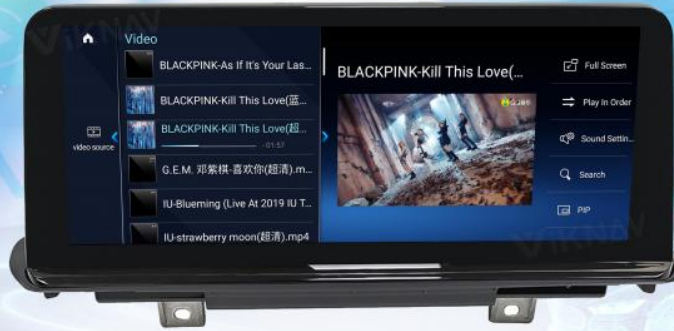 VIKNAV
Video
BLACKPINK-As If It's Your Las...
BLACKPINK-Kill This Love(蓝...
BLACKPINK-Kill This Love(超...
-01:57
video source
G.E.M. 邓紫棋-喜欢你(超清).m...
IU-Blueming (Live At 2019 IU T...
IU-strawberry moon(超清).mp4
BLACKPINK-Kill This Love(...
Full Screen
Play In Order
Sound Settin...
Search
PIP
VIKNAV